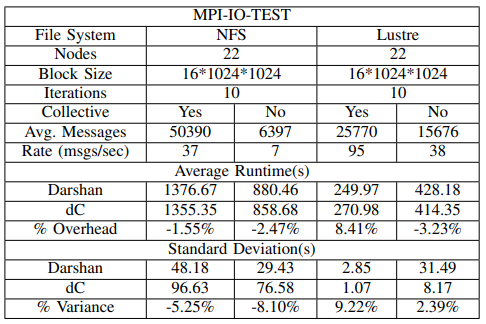 MPI-IO-TEST
File System NFS Lustre
Nodes 22 22
Block Size 16*1024*1024 16*1024*1024
Iterations 10 10
Collective Yes No Yes No
Avg. Messages 50390 6397 25770 15676
Rate (msgs/sec) 37 7 95 38
Average Runtime(s)
Darshan 1376.67 880.46 249.97 428.18
dC 1355.35 858.68 270.98 414.35
% Overhead -1.55% -2.47% 8.41% -3.23%
Standard Deviation(s)
Darshan 48.18 29.43 2.85 31.49
dC 96.63 76.58 1.07 8.17
% Variance -5.25% -8.10% 9.22% 2.39%